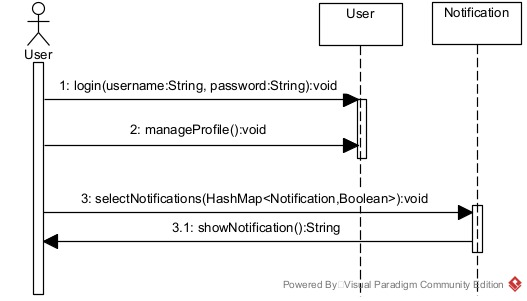 User
Notification
User
1: login(username:String, password:String):void
2: manageProfile():void
3: selectNotifications(HashMap<Notification,Boolean>):void
3.1: showNotification():String
Powered By Visual Paradigm Community Edition